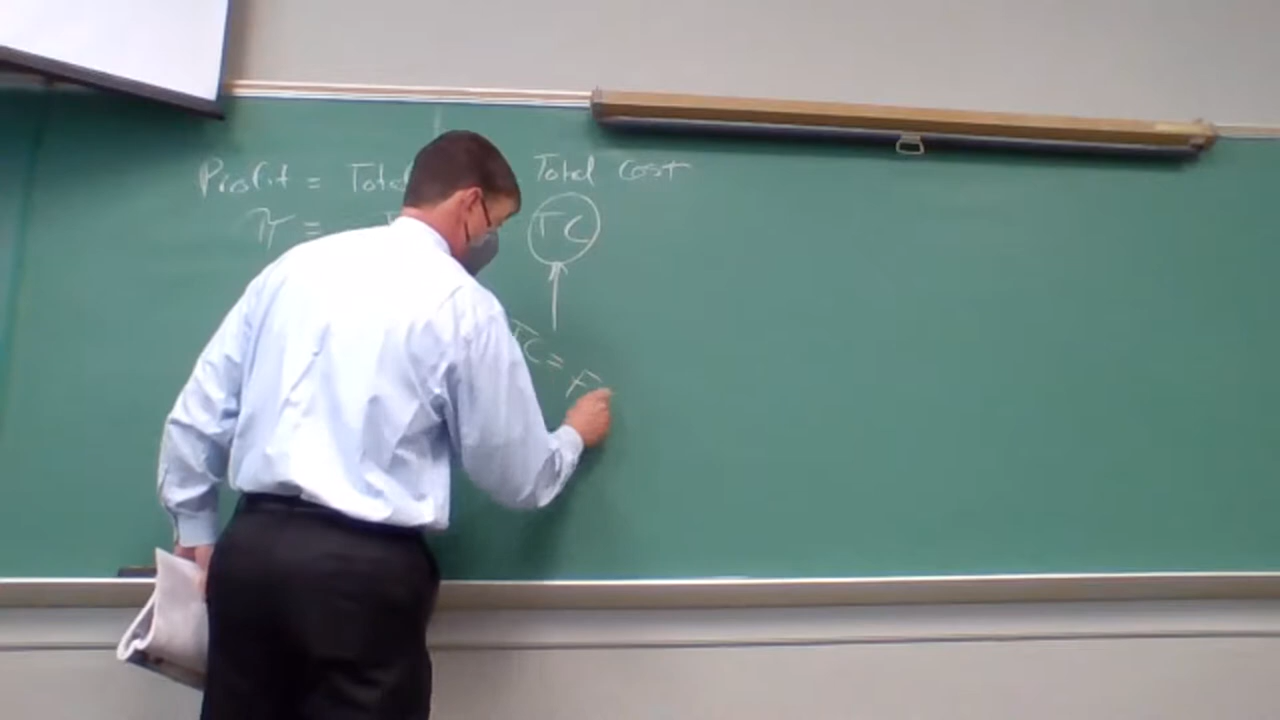 Profit = Total Total cost
π = TC
TC =